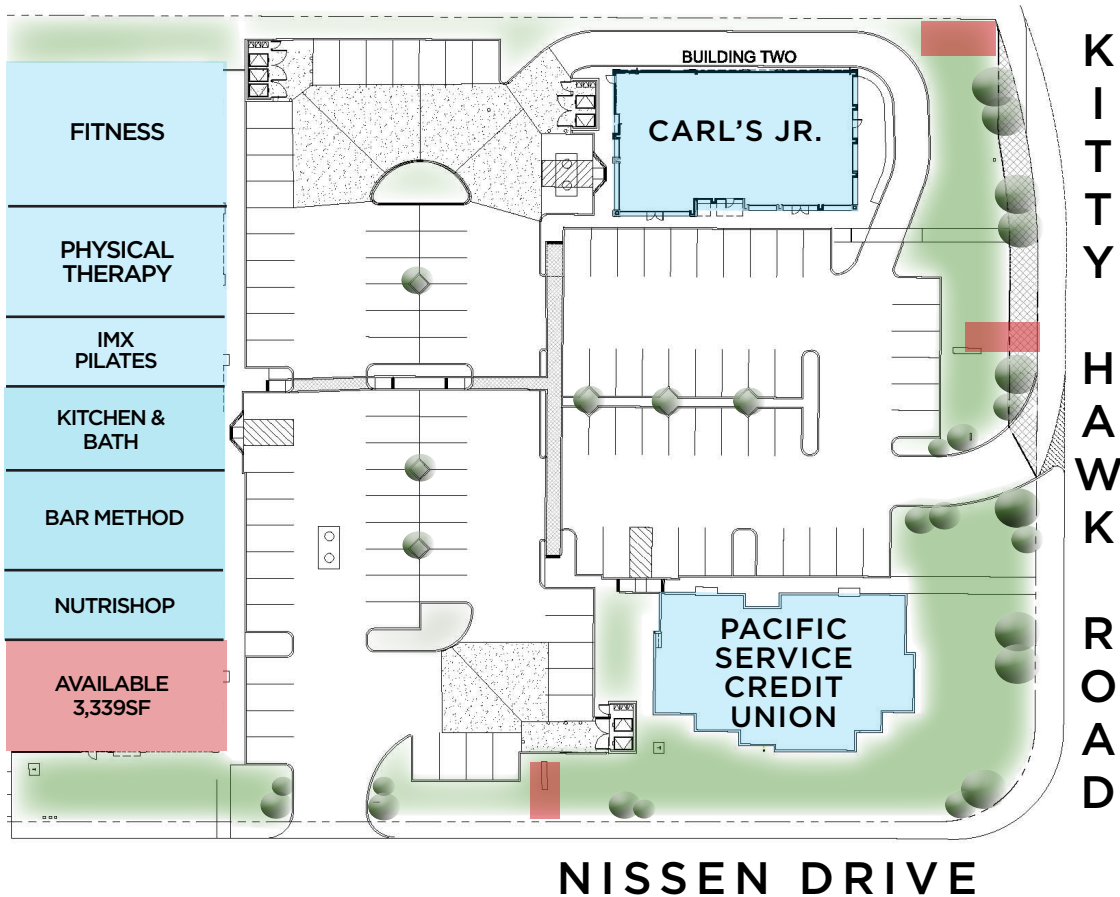 BUILDING TWO
CARL'S JR.
FITNESS
PHYSICAL
THERAPY
IMX
PILATES
KITCHEN &
BATH
BAR METHOD
NUTRISHOP
AVAILABLE
3,339SF
PACIFIC
SERVICE
CREDIT
UNION
KITTY HAWK ROAD
NISSEN DRIVE